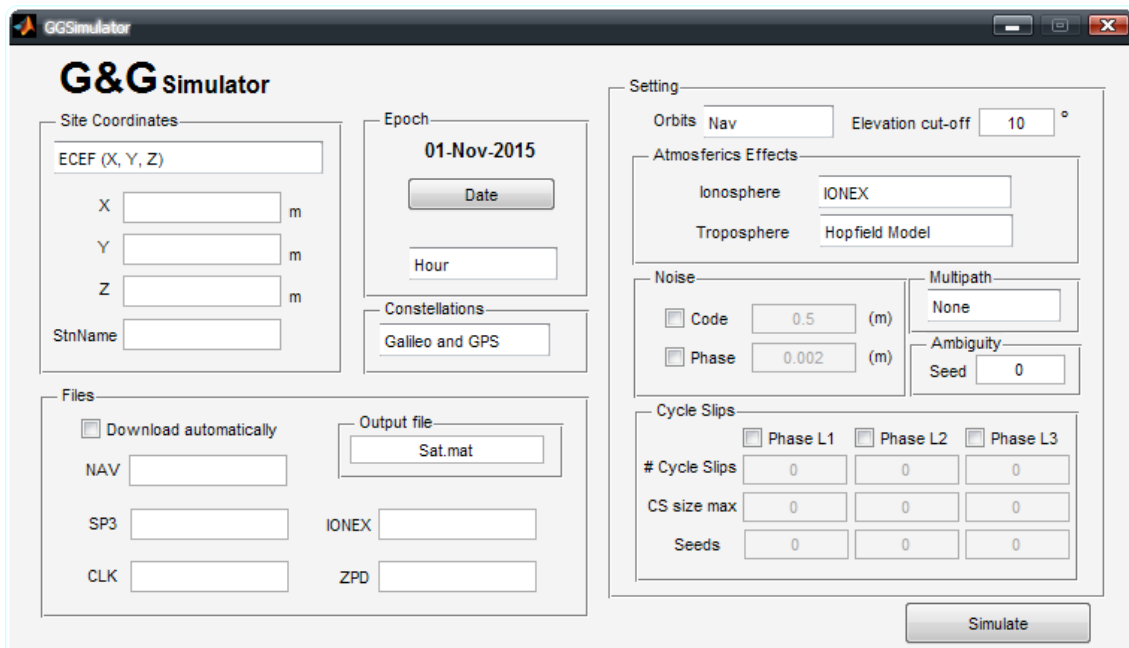 GGSimulator
G&G Simulator
Site Coordinates
ECEF (X, Y, Z)
X m
Y m
Z m
StnName
Epoch
01-Nov-2015
Date
Hour
Constellations
Galileo and GPS
Files
Download automatically
Output file
Sat.mat
NAV
SP3 IONEX
CLK ZPD
Setting
Orbits Nav Elevation cut-off 10 º
Atmosferics Effects
Ionosphere IONEX
Troposphere Hopfield Model
Noise
Code 0.5 (m)
Phase 0.002 (m)
Multipath
None
Ambiguity
Seed 0
Cycle Slips
Phase L1 Phase L2 Phase L3
# Cycle Slips 0 0 0
CS size max 0 0 0
Seeds 0 0 0
Simulate